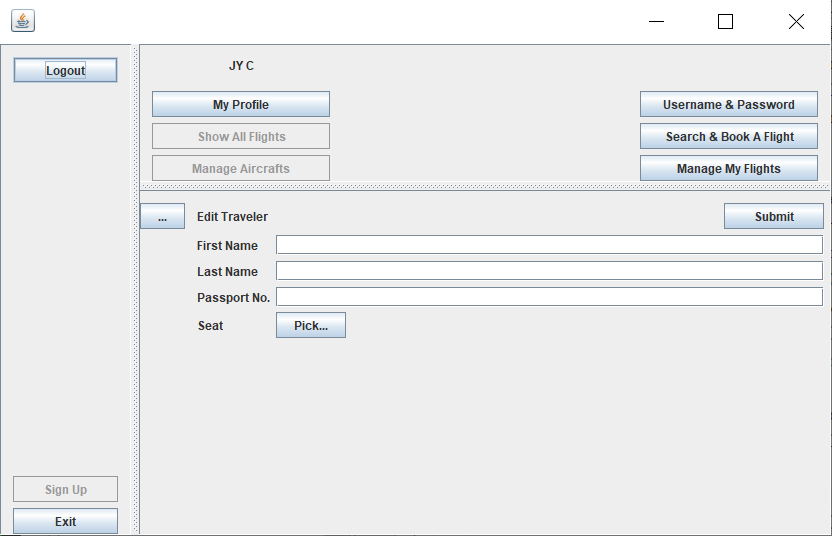 Logout
JY C
My Profile
Username & Password
Show All Flights
Search & Book A Flight
Manage Aircrafts
Manage My Flights
...
Edit Traveler
Submit
First Name
Last Name
Passport No.
Seat
Pick...
Sign Up
Exit